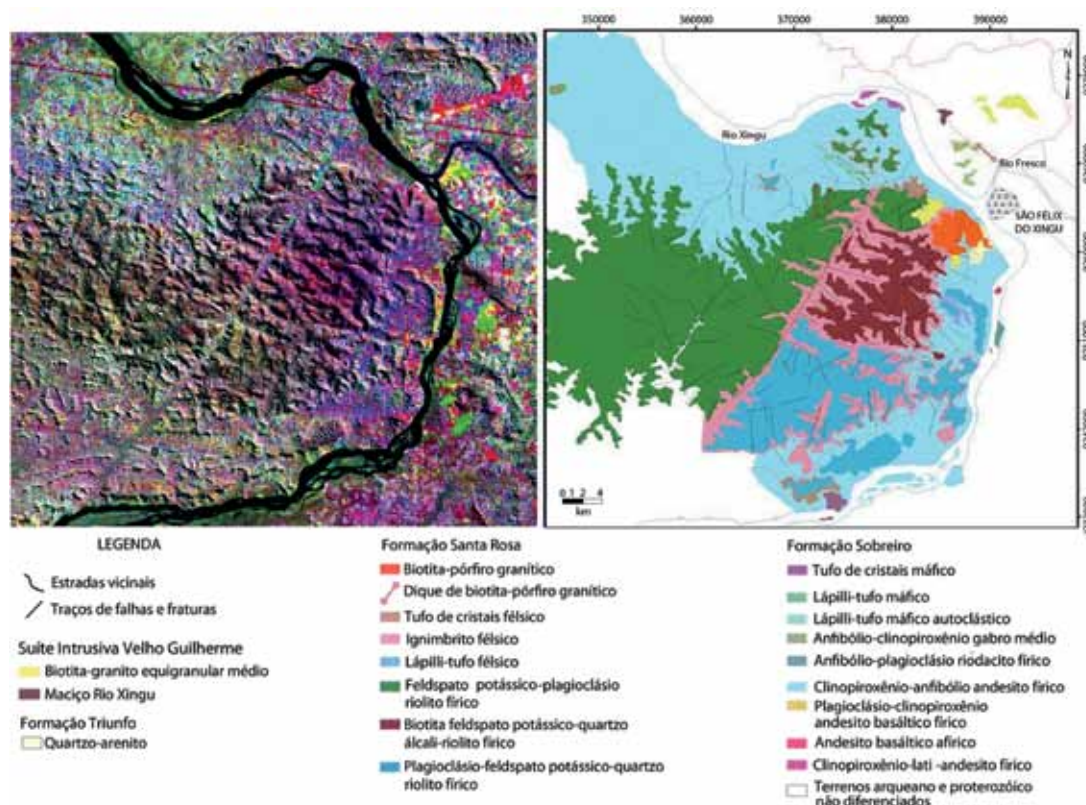 350000
360000
370000
380000
390000
N
Rio Xingu
Rio Fresco
SÃO FÉLIX
DO XINGU
0 1 2 4
km
LEGENDA
Estradas vicinais
Traços de falhas e fraturas
Suíte Intrusiva Velho Guilherme
Biotita-granito equigranular médio
Maciço Rio Xingu
Formação Triunfo
Quartzo-arenito
Formação Santa Rosa
Biotita-pórfiro granítico
Dique de biotita-pórfiro granítico
Tufo de cristais félsico
Ignimbrito félsico
Lápilli-tufo félsico
Feldspato potássico-plagioclásio
riolito fírico
Biotita feldspato potássico-quartzo
álcali-riolito fírico
Plagioclásio-feldspato potássico-quartzo
riolito fírico
Formação Sobreiro
Tufo de cristais máfico
Lápilli-tufo máfico
Lápilli-tufo máfico autoclástico
Anfibólio-clinopiroxênio gabro médio
Anfibólio-plagioclásio riodacito fírico
Clinopiroxênio-anfibólio andesito fírico
Plagioclásio-clinopiroxênio
andesito basáltico fírico
Andesito basáltico afírico
Clinopiroxênio-lati -andesito fírico
Terrenos arqueano e proterozóico
não diferenciados